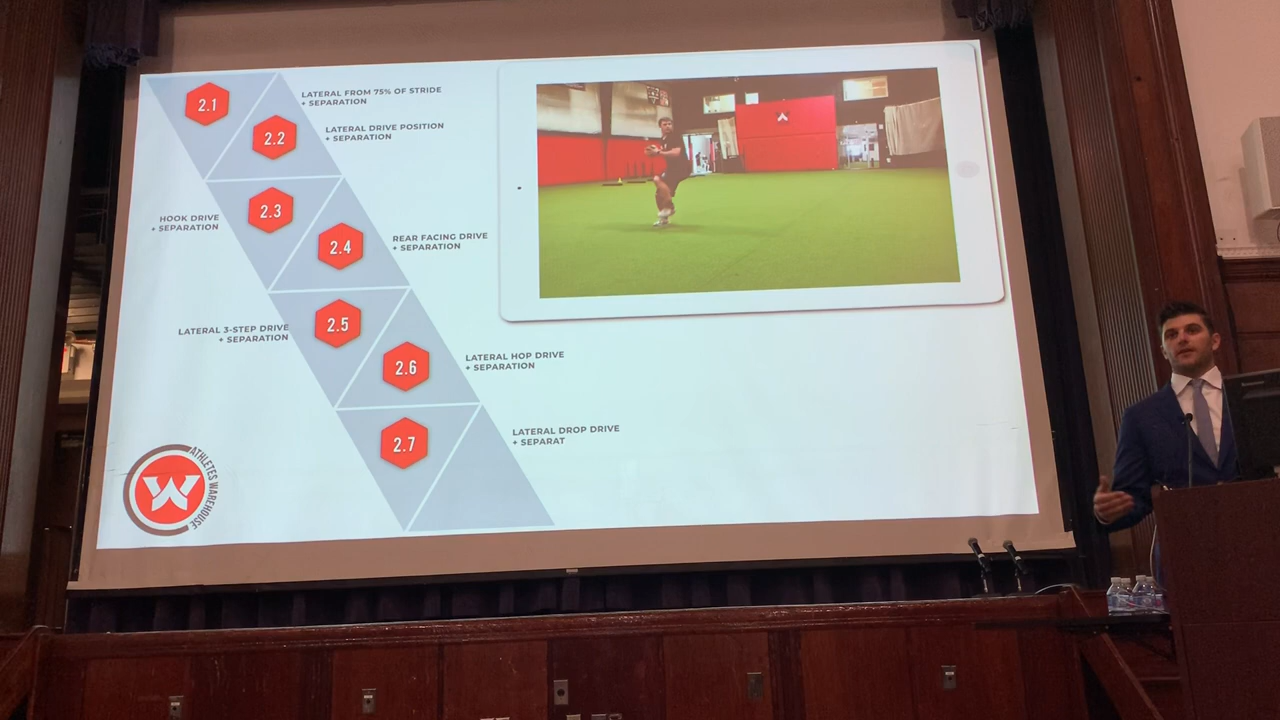 2.1
LATERAL FROM 75% OF STRIDE
+ SEPARATION
2.2
LATERAL DRIVE POSITION
+ SEPARATION
2.3
HOOK DRIVE
+ SEPARATION
2.4
REAR FACING DRIVE
+ SEPARATION
2.5
LATERAL 3-STEP DRIVE
+ SEPARATION
2.6
LATERAL HOP DRIVE
+ SEPARATION
2.7
LATERAL DROP DRIVE
+ SEPARAT
W
ATHLETES WAREHOUSE